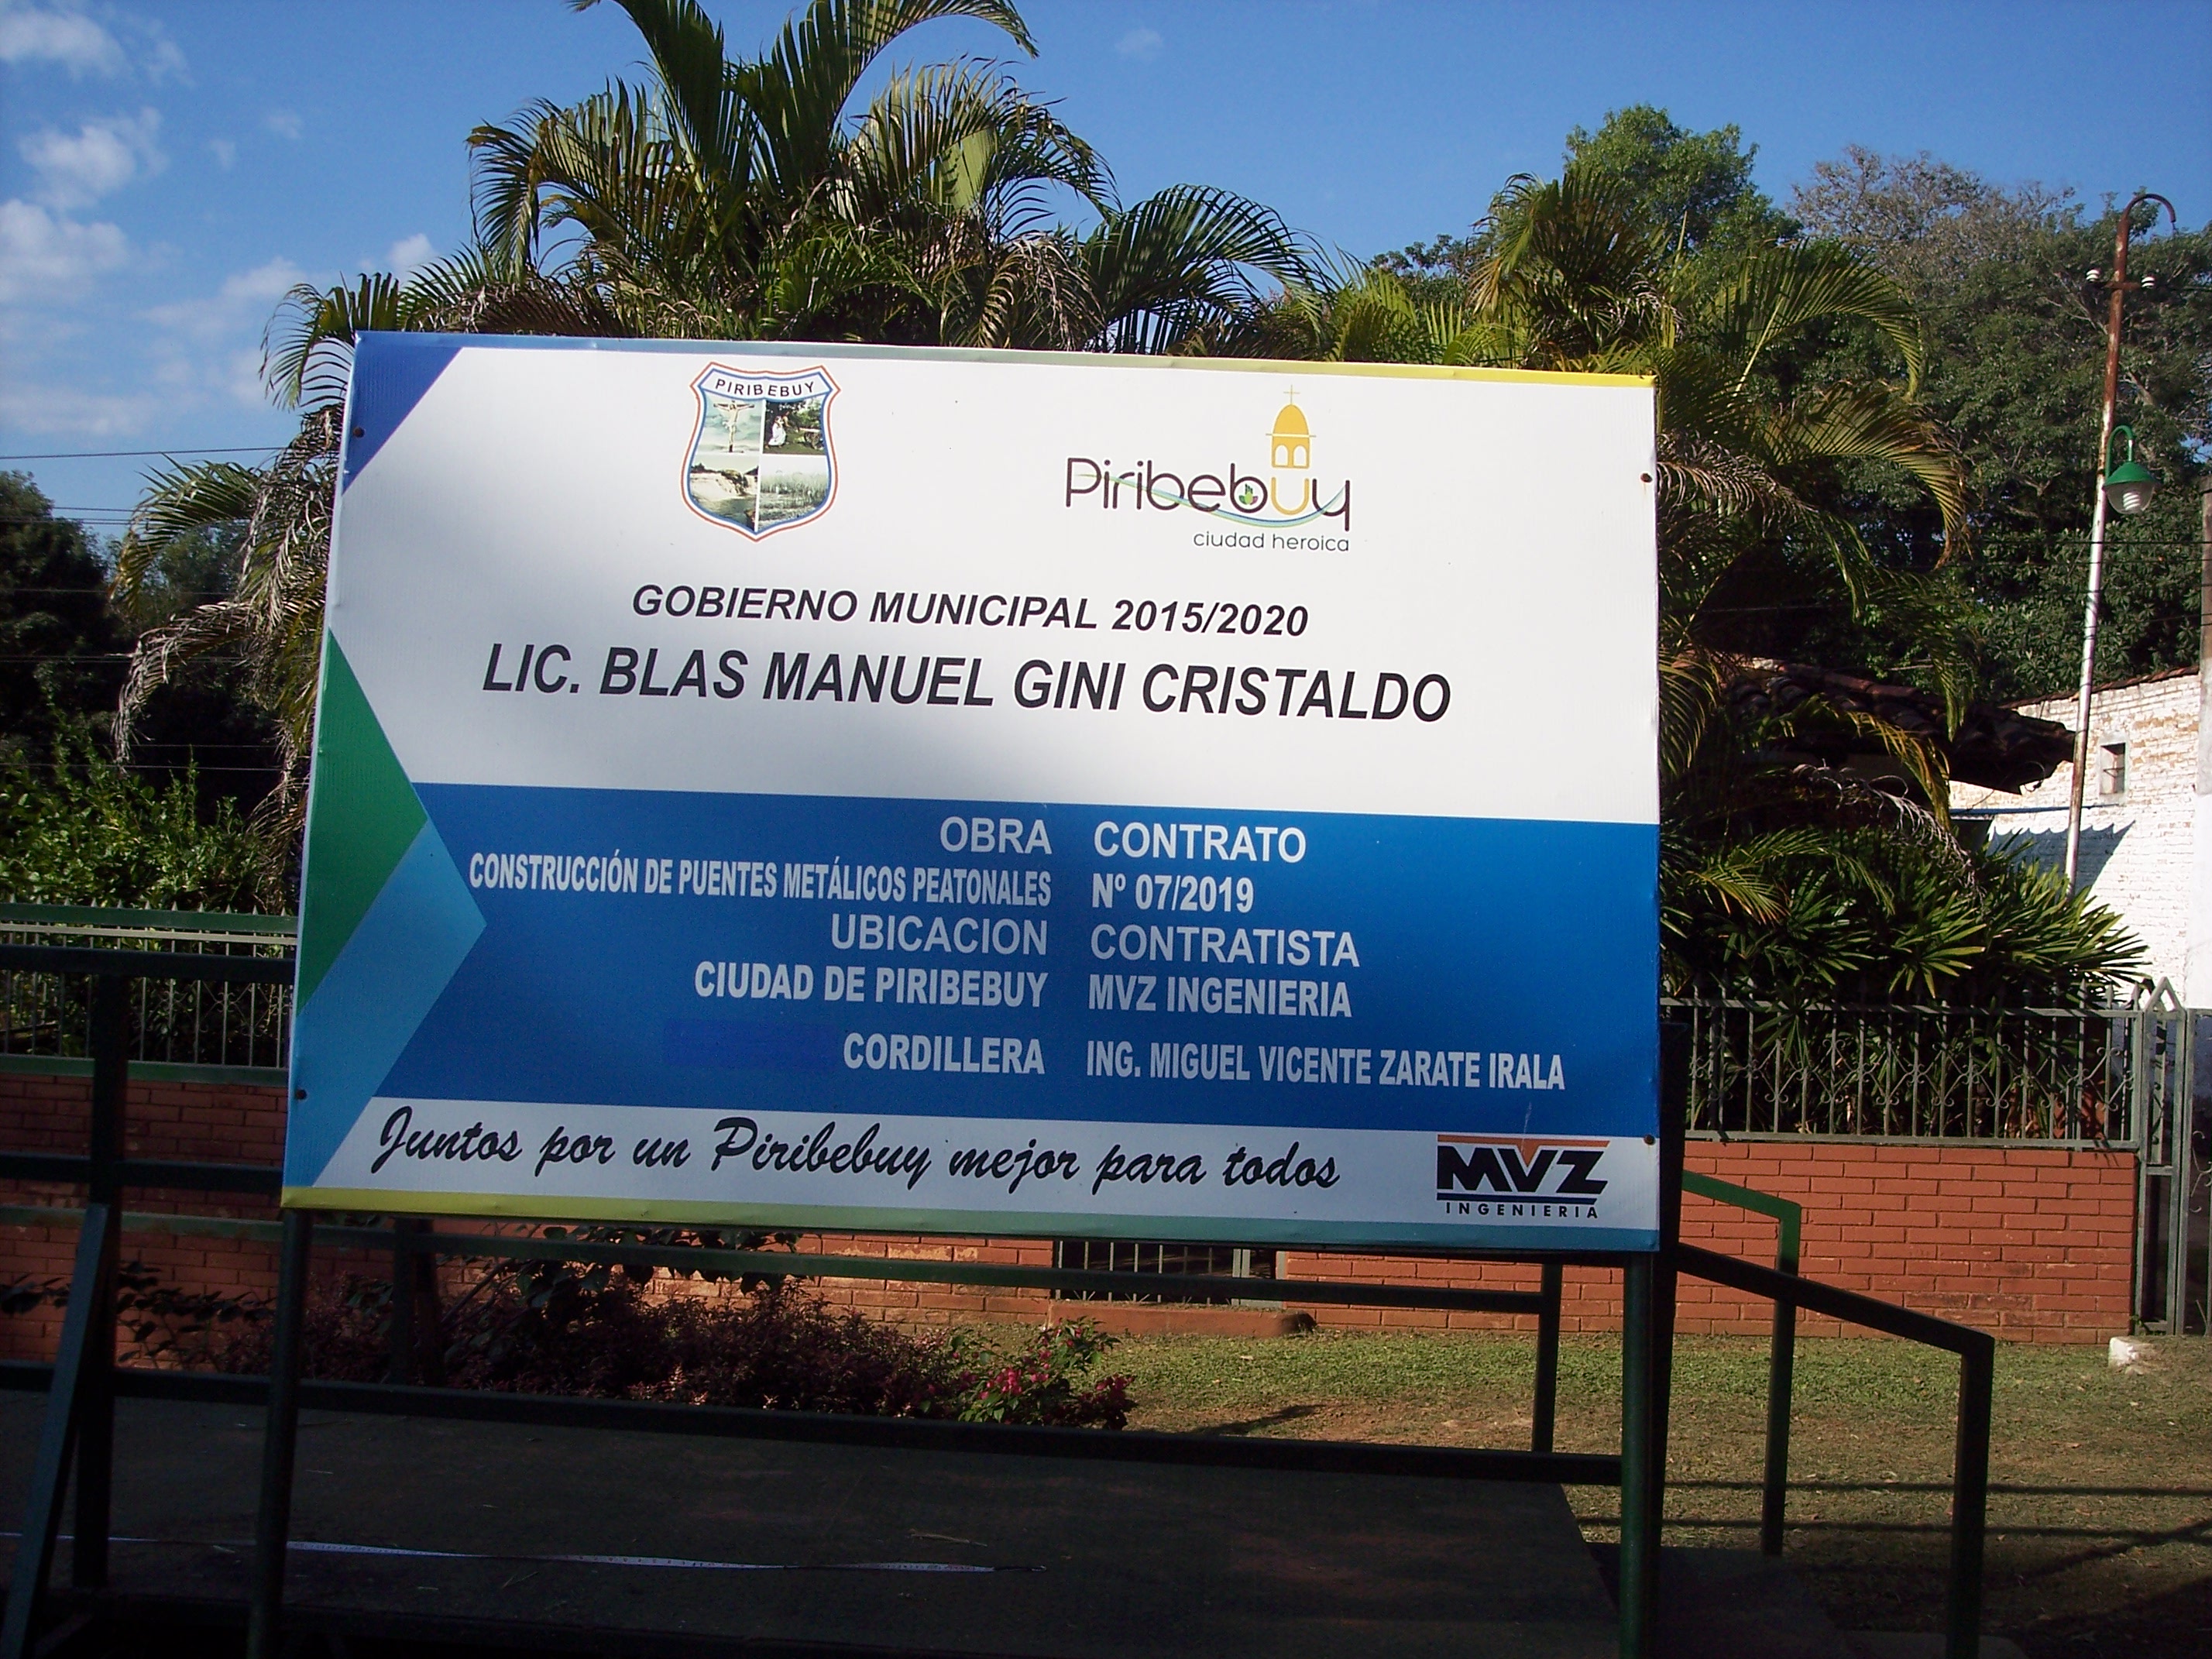 PIRIBEBUY
Piribebuy
ciudad heroica
GOBIERNO MUNICIPAL 2015/2020
LIC. BLAS MANUEL GINI CRISTALDO
OBRA
CONSTRUCCIÓN DE PUENTES METÁLICOS PEATONALES
UBICACION
CIUDAD DE PIRIBEBUY
CORDILLERA
CONTRATO
Nº 07/2019
CONTRATISTA
MVZ INGENIERIA
ING. MIGUEL VICENTE ZARATE IRALA
Juntos por un Piribebuy mejor para todos
MVZ
INGENIERIA